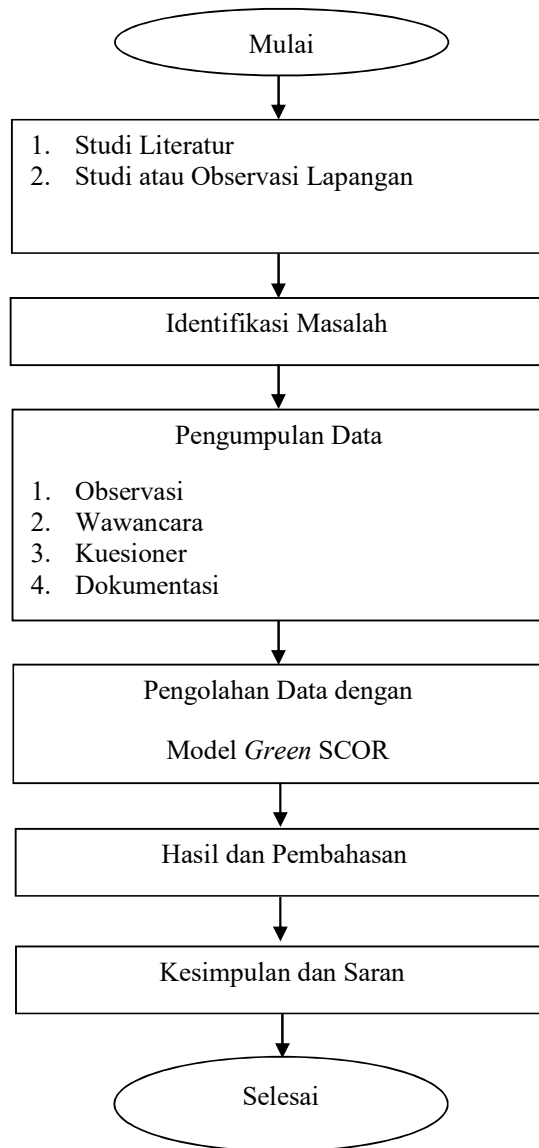 Mulai
1. Studi Literatur
2. Studi atau Observasi Lapangan
Identifikasi Masalah
Pengumpulan Data
1. Observasi
2. Wawancara
3. Kuesioner
4. Dokumentasi
Pengolahan Data dengan
Model Green SCOR
Hasil dan Pembahasan
Kesimpulan dan Saran
Selesai